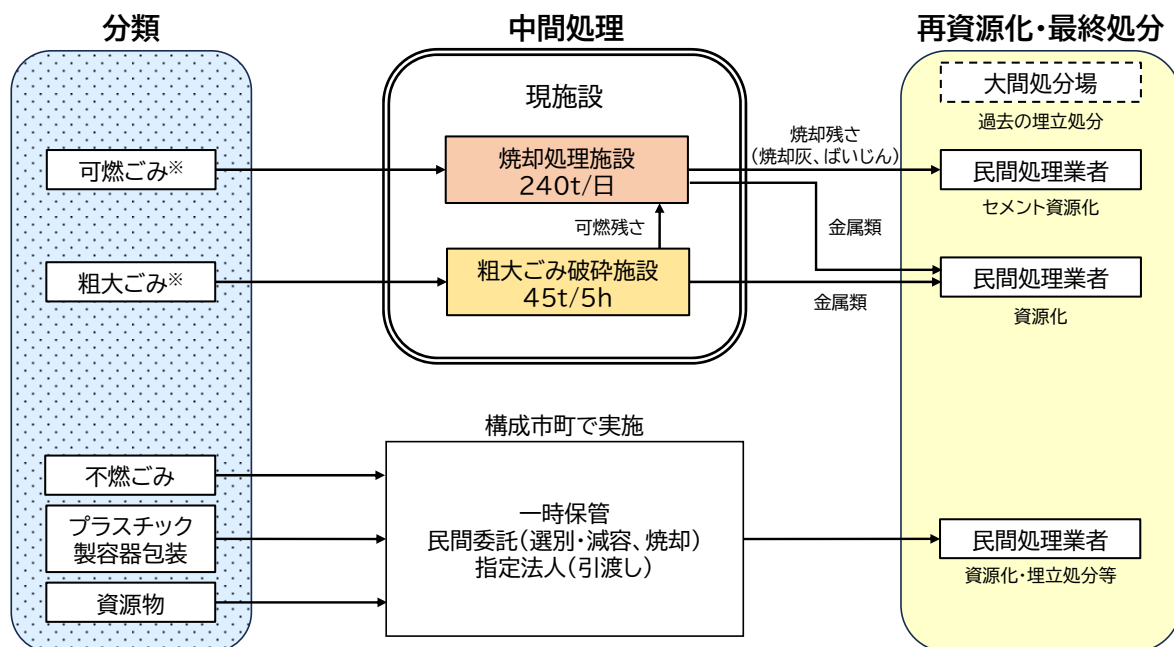 分類
中間処理
再資源化・最終処分
現施設
大間処分場
過去の埋立処分
可燃ごみ※
焼却処理施設
240t/日
焼却残さ
(焼却灰、ばいじん)
民間処理業者
セメント資源化
可燃残さ
金属類
粗大ごみ※
粗大ごみ破砕施設
45t/5h
金属類
民間処理業者
資源化
構成市町で実施
不燃ごみ
プラスチック
製容器包装
資源物
一時保管
民間委託(選別・減容、焼却)
指定法人(引渡し)
民間処理業者
資源化・埋立処分等